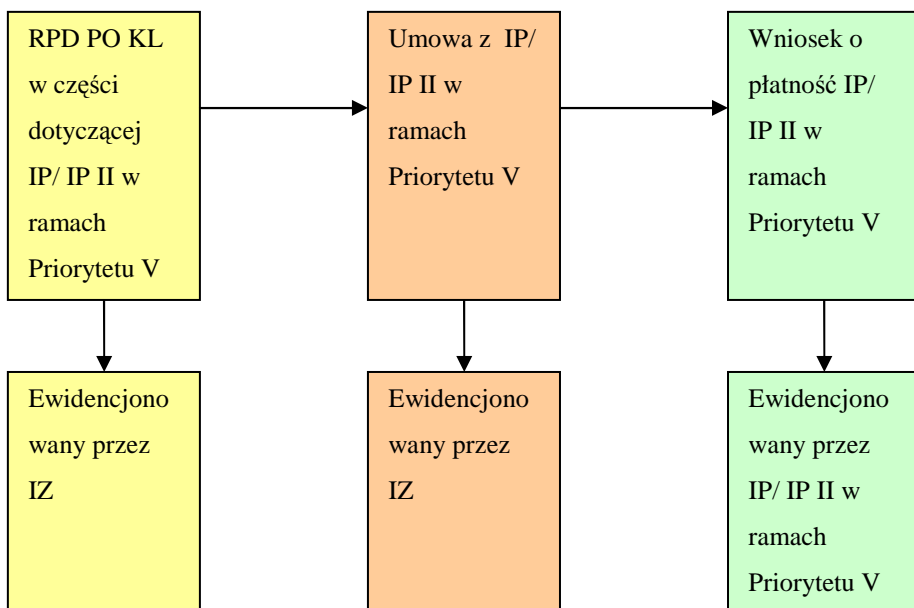 RPD PO KL
w części
dotyczącej
IP/ IP II w
ramach
Priorytetu V
Umowa z IP/
IP II w
ramach
Priorytetu V
Wniosek o
płatność IP/
IP II w
ramach
Priorytetu V
Ewidencjono
wany przez
IZ
Ewidencjono
wany przez
IZ
Ewidencjono
wany przez
IP/ IP II w
ramach
Priorytetu V